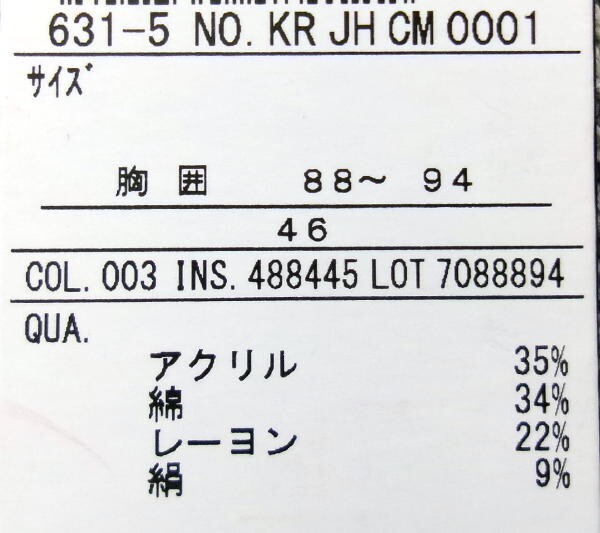 631-5 NO. KR JH CM 0001
サイズ
胸 囲 88～ 94
46
COL. 003 INS. 488445 LOT 7088894
QUA.
アクリル 35%
綿 34%
レーヨン 22%
絹 9%